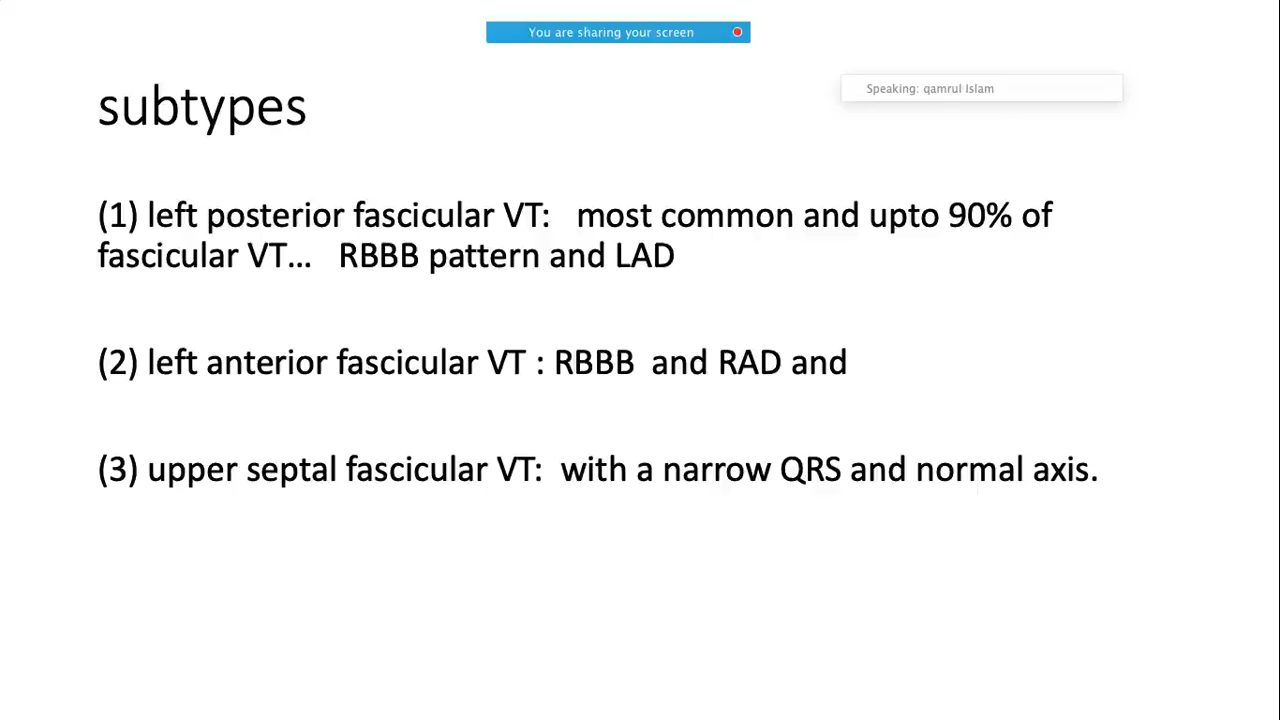 You are sharing your screen
Speaking: qamrul Islam
subtypes
(1) left posterior fascicular VT: most common and upto 90% of
fascicular VT... RBBB pattern and LAD
(2) left anterior fascicular VT : RBBB and RAD and
(3) upper septal fascicular VT: with a narrow QRS and normal axis.